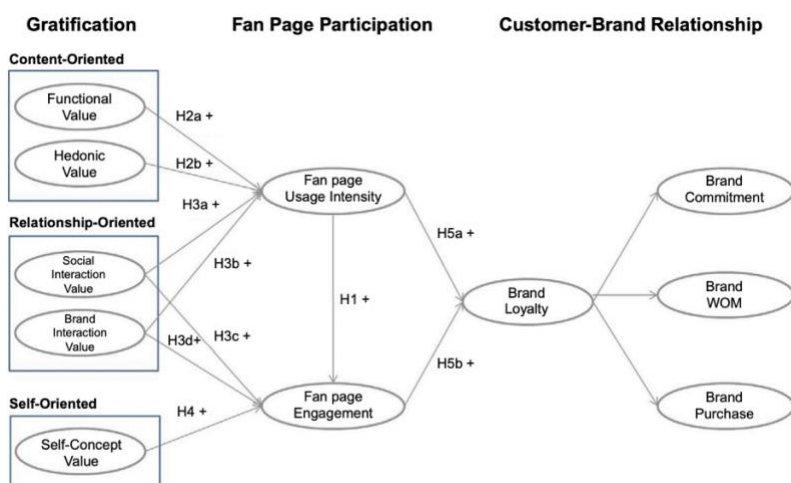 Gratification
Fan Page Participation
Customer-Brand Relationship
Content-Oriented
Functional
Value
Hedonic
Value
Relationship-Oriented
Social
Interaction
Value
Brand
Interaction
Value
Self-Oriented
Self-Concept
Value
H2a +
H2b +
H3a +
H3b +
H3c +
H3d+
H4 +
Fan page
Usage Intensity
H1 +
Fan page
Engagement
H5a +
H5b +
Brand
Loyalty
Brand
Commitment
Brand
WOM
Brand
Purchase